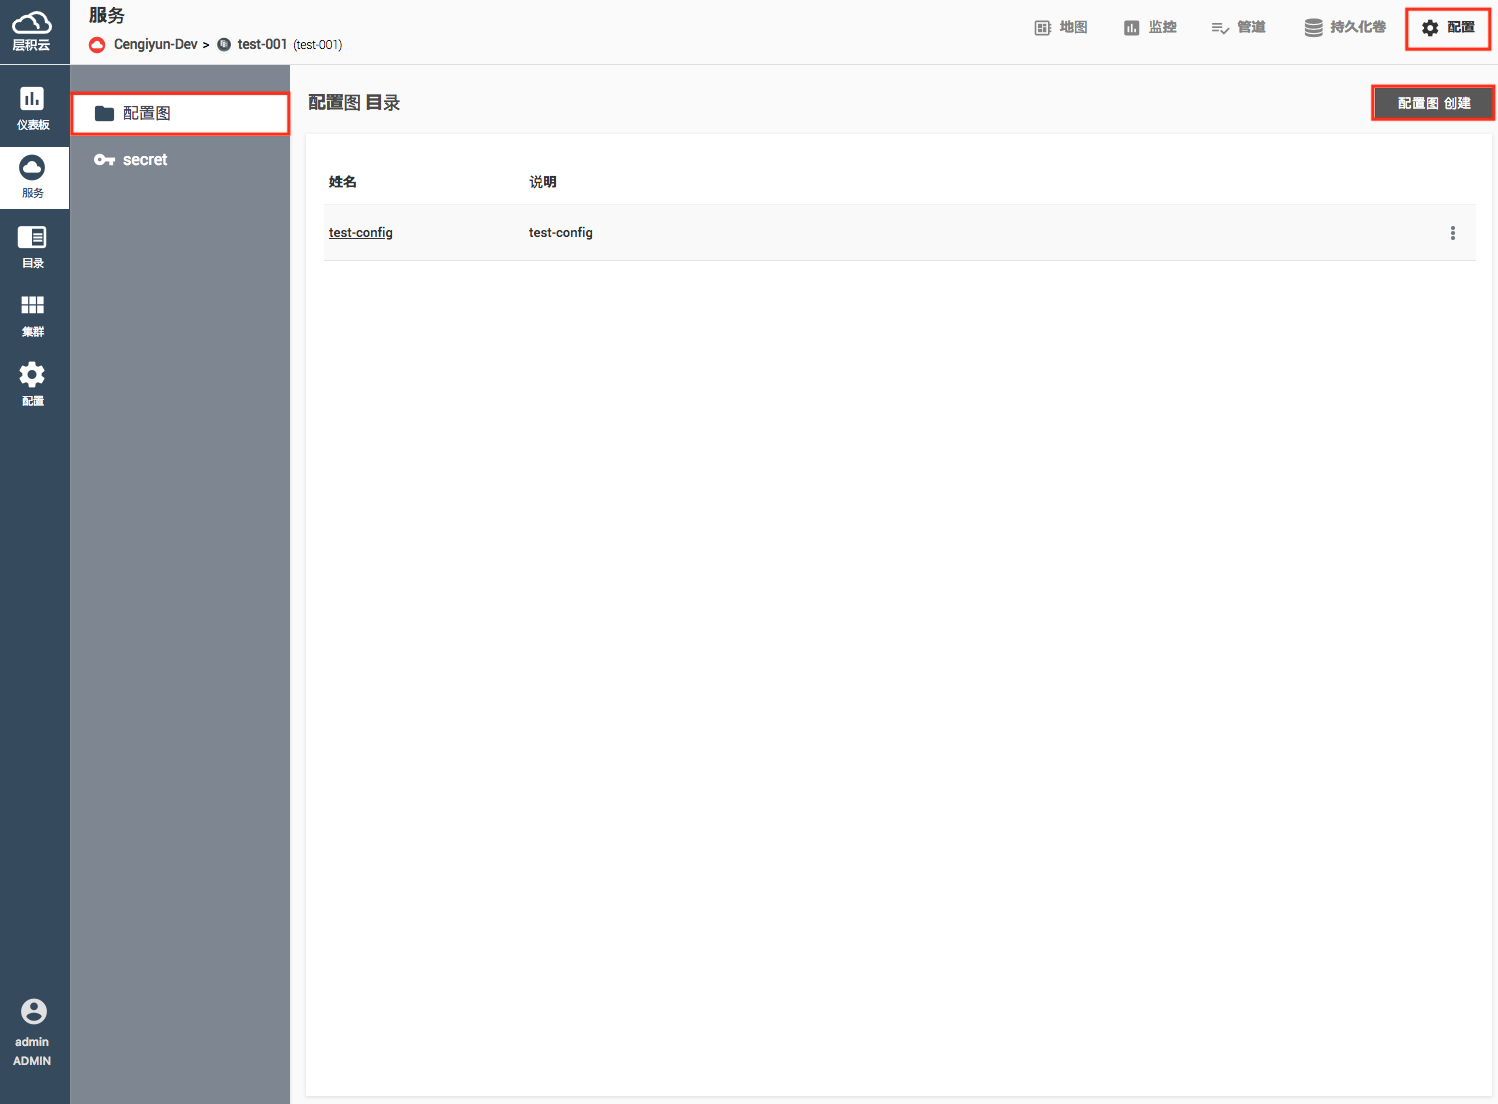 层积云
服务
Cengiyun-Dev > test-001 (test-001)
地图
监控
管道
持久化卷
配置
仪表板
服务
目录
集群
配置
admin
ADMIN
配置图
secret
配置图 目录
配置图 创建
姓名 说明
test-config test-config